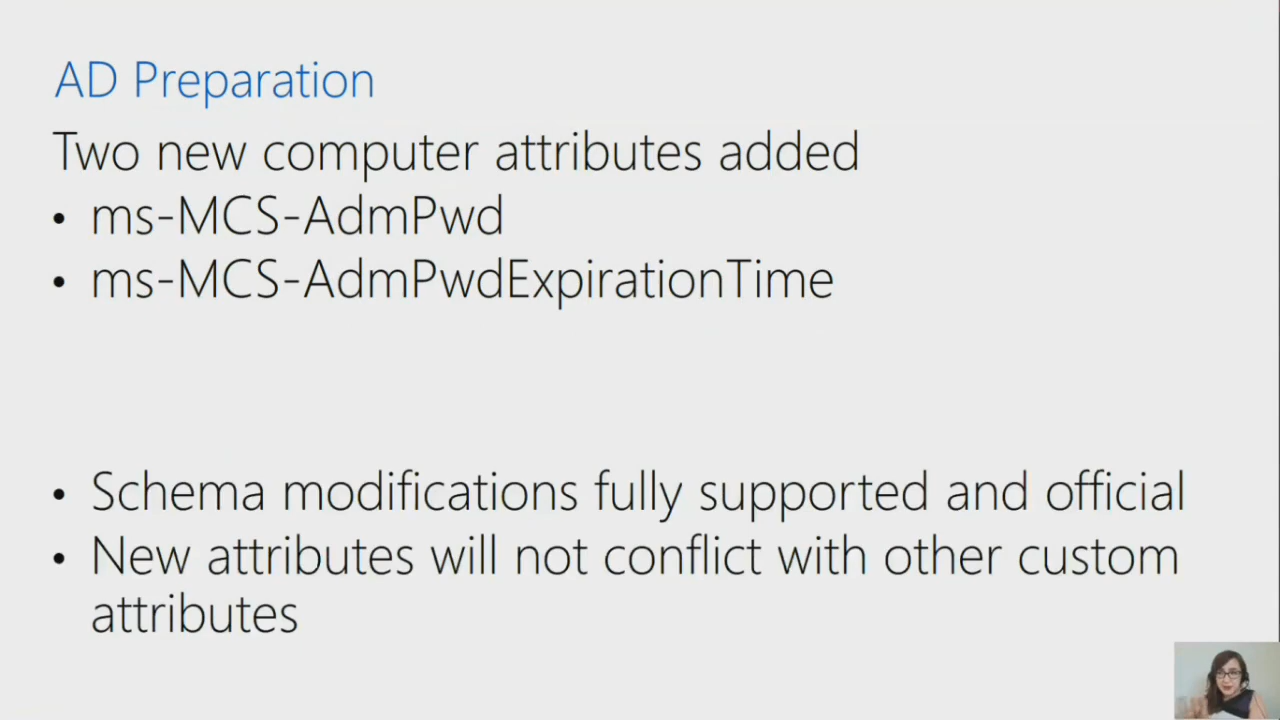 AD Preparation
Two new computer attributes added
• ms-MCS-AdmPwd
• ms-MCS-AdmPwdExpirationTime
• Schema modifications fully supported and official
• New attributes will not conflict with other custom
attributes